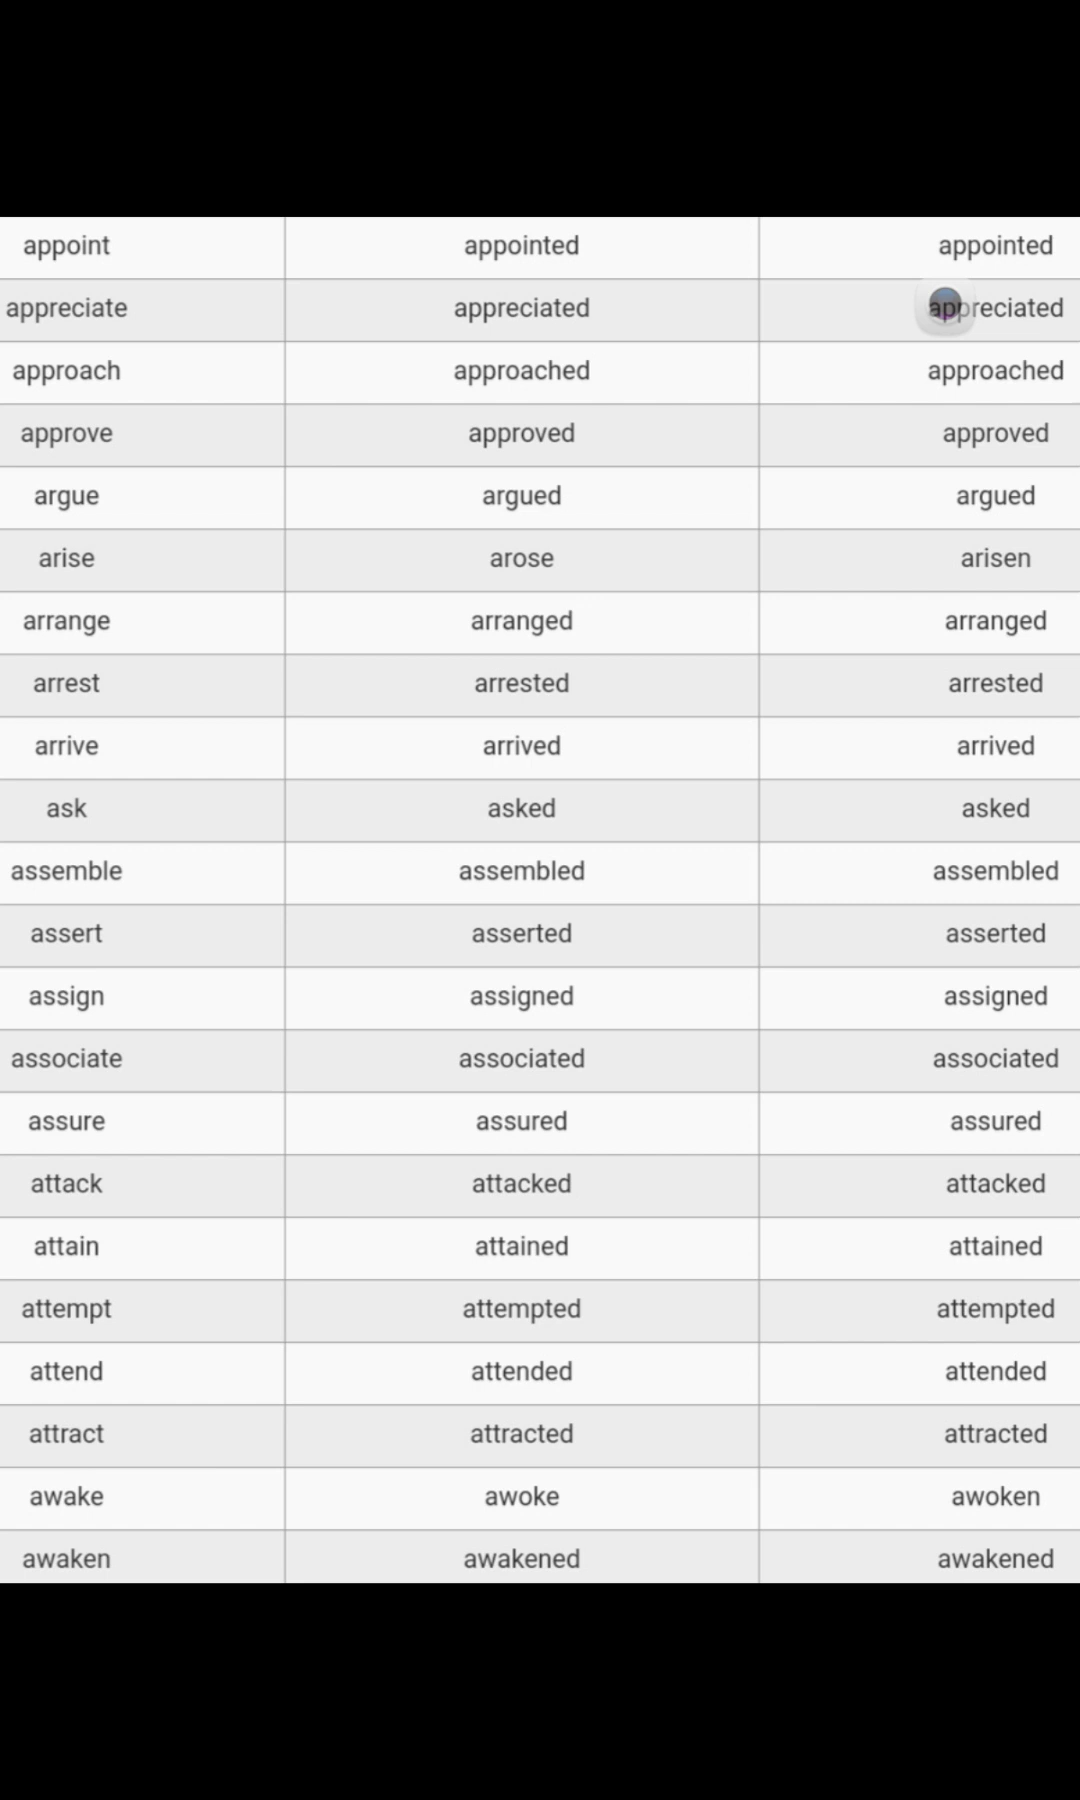 appoint appointed appointed
appreciate appreciated appreciated
approach approached approached
approve approved approved
argue argued argued
arise arose arisen
arrange arranged arranged
arrest arrested arrested
arrive arrived arrived
ask asked asked
assemble assembled assembled
assert asserted asserted
assign assigned assigned
associate associated associated
assure assured assured
attack attacked attacked
attain attained attained
attempt attempted attempted
attend attended attended
attract attracted attracted
awake awoke awoken
awaken awakened awakened